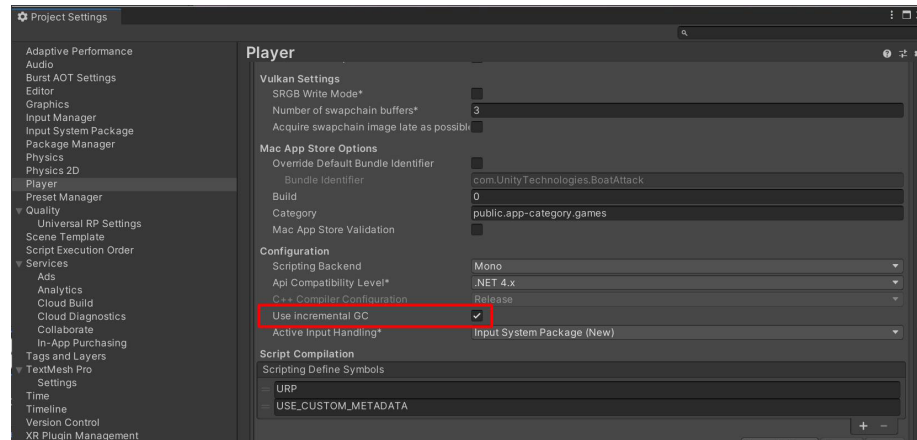 Project Settings
Adaptive Performance
Audio
Burst AOT Settings
Editor
Graphics
Input Manager
Input System Package
Package Manager
Physics
Physics 2D
Player
Preset Manager
Quality
Universal RP Settings
Scene Template
Script Execution Order
Services
Ads
Analytics
Cloud Build
Cloud Diagnostics
Collaborate
In-App Purchasing
Tags and Layers
TextMesh Pro
Settings
Time
Timeline
Version Control
XR Plugin Management
Player
Vulkan Settings
SRGB Write Mode*
Number of swapchain buffers* 3
Acquire swapchain image late as possible
Mac App Store Options
Override Default Bundle Identifier
Bundle Identifier com.UnityTechnologies.BoatAttack
Build 0
Category public.app-category.games
Mac App Store Validation
Configuration
Scripting Backend Mono
Api Compatibility Level* .NET 4.x
C++ Compiler Configuration Release
Use incremental GC
Active Input Handling* Input System Package (New)
Script Compilation
Scripting Define Symbols
URP
USE_CUSTOM_METADATA